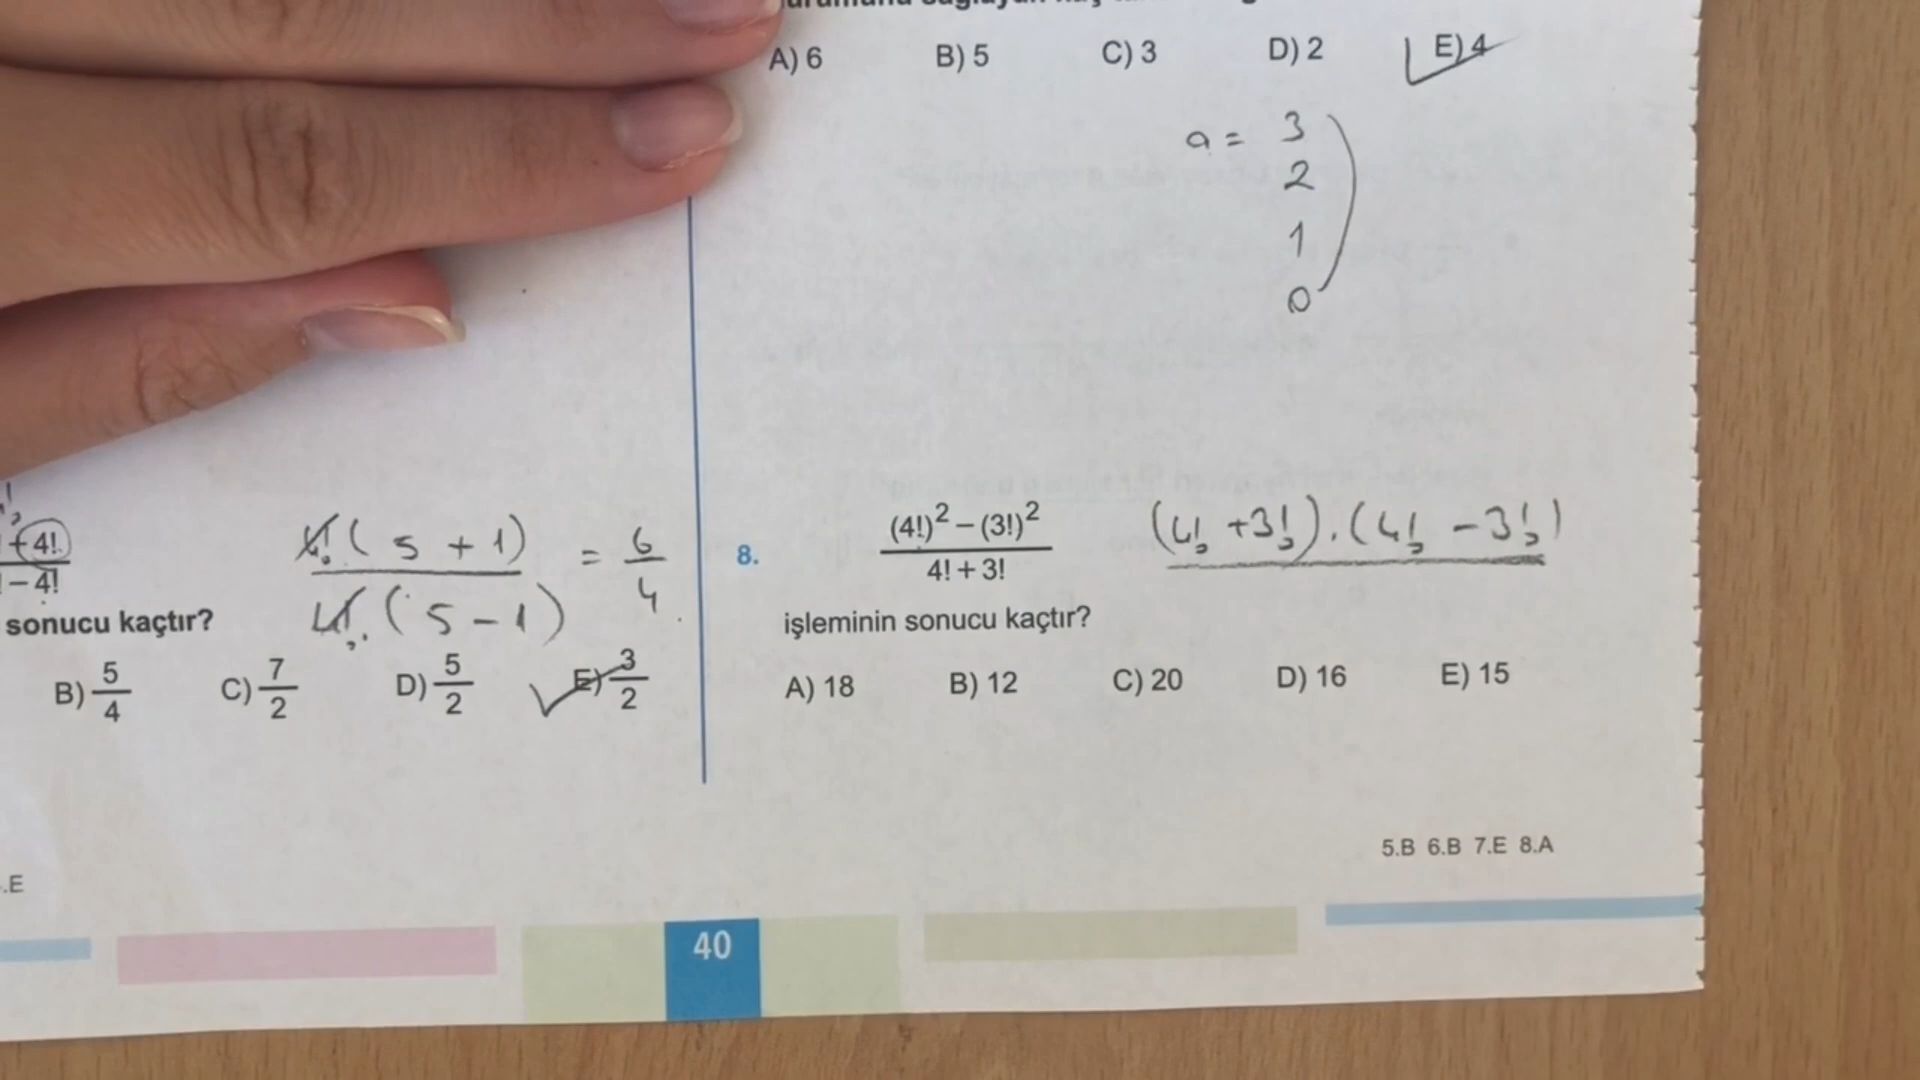 A) 6 B) 5 C) 3 D) 2 E) 4
a = 3
2
1
0
+ 4!
- 4!
sonucu kaçtır?
4! ( 5 + 1 )
4! . ( 5 - 1 )
= 6
4
B) 5/4 C) 7/2 D) 5/2 E) 3/2
.E
8. (4!)² – (3!)²
4! + 3!
(4! + 3!) . (4! - 3!)
işleminin sonucu kaçtır?
A) 18 B) 12 C) 20 D) 16 E) 15
5.B 6.B 7.E 8.A
40